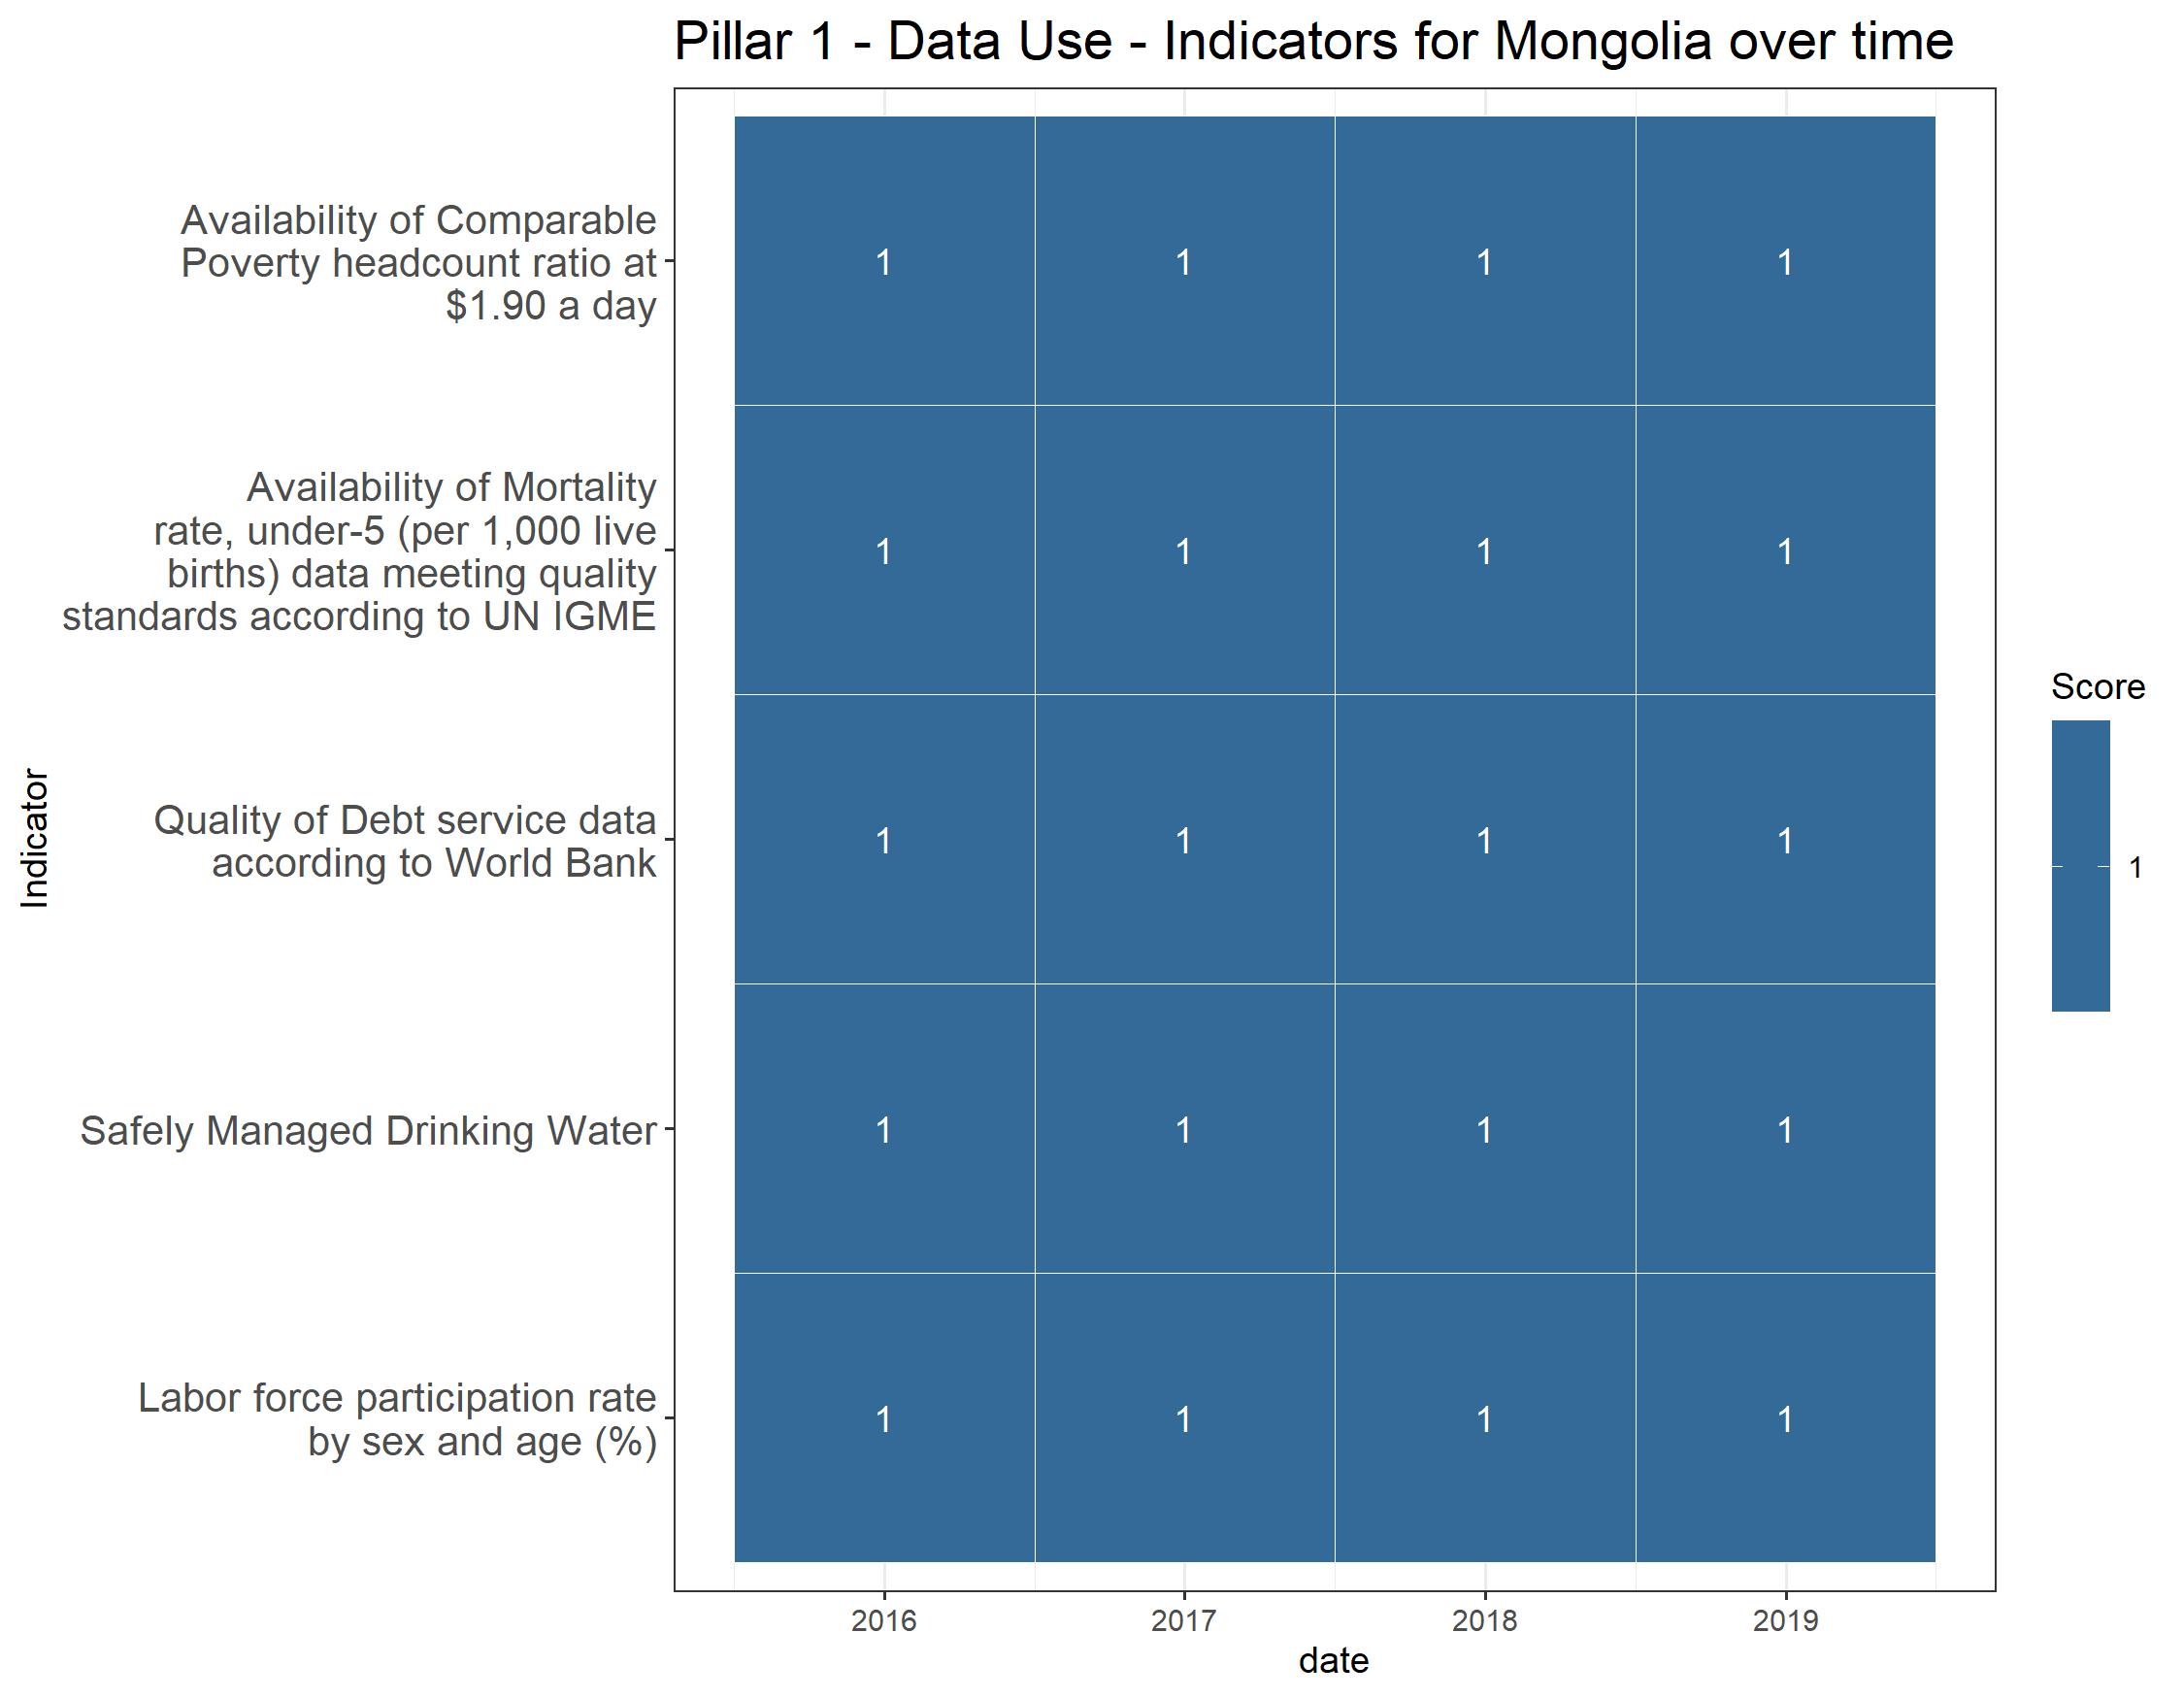 Pillar 1 - Data Use - Indicators for Mongolia over time
Indicator
Availability of Comparable
Poverty headcount ratio at
$1.90 a day
1 1 1 1
Availability of Mortality
rate, under-5 (per 1,000 live
births) data meeting quality
standards according to UN IGME
1 1 1 1
Quality of Debt service data
according to World Bank
1 1 1 1
Safely Managed Drinking Water
1 1 1 1
Labor force participation rate
by sex and age (%)
1 1 1 1
2016 2017 2018 2019
date
Score
1